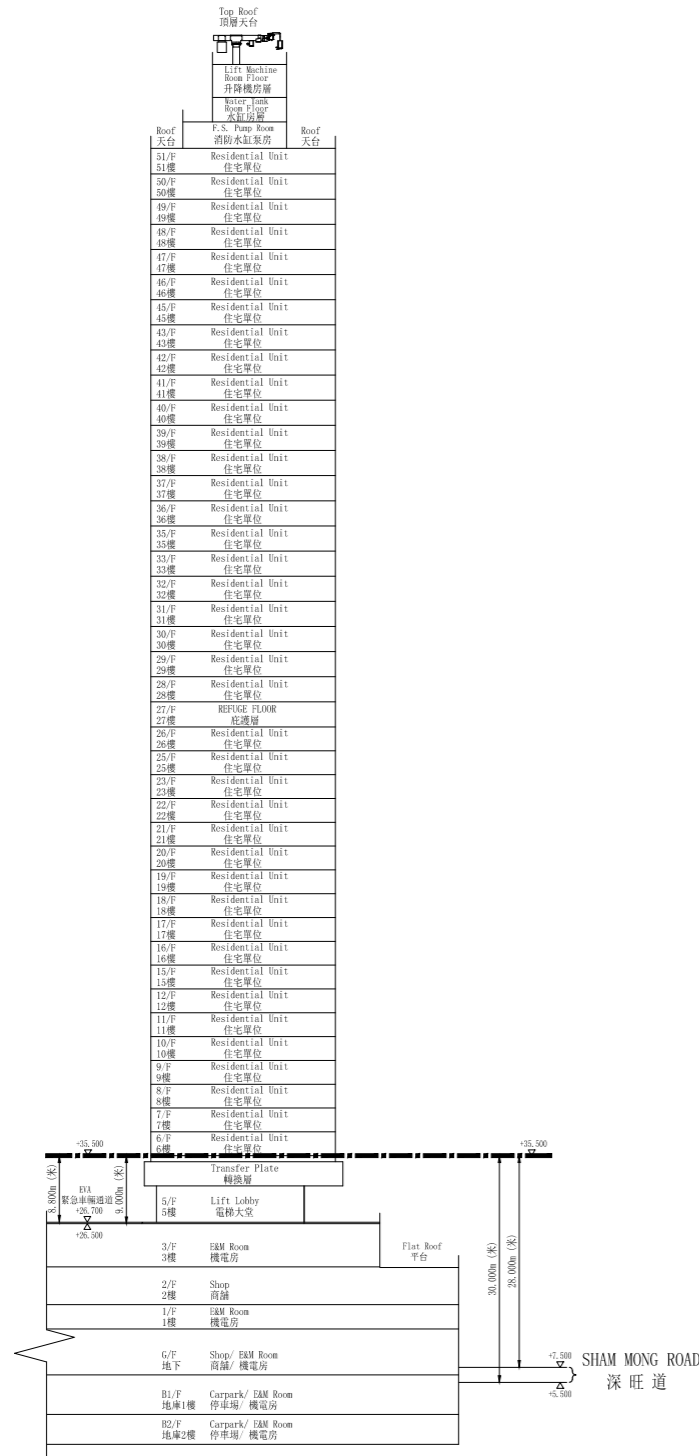 Top Roof
頂層天台
Lift Machine
Room Floor
升降機房層
Water Tank
Room Floor
水缸房層
Roof
天台
F.S. Pump Room
消防水缸泵房
Roof
天台
51/F Residential Unit
51樓 住宅單位
50/F Residential Unit
50樓 住宅單位
49/F Residential Unit
49樓 住宅單位
48/F Residential Unit
48樓 住宅單位
47/F Residential Unit
47樓 住宅單位
46/F Residential Unit
46樓 住宅單位
45/F Residential Unit
45樓 住宅單位
43/F Residential Unit
43樓 住宅單位
42/F Residential Unit
42樓 住宅單位
41/F Residential Unit
41樓 住宅單位
40/F Residential Unit
40樓 住宅單位
39/F Residential Unit
39樓 住宅單位
38/F Residential Unit
38樓 住宅單位
37/F Residential Unit
37樓 住宅單位
36/F Residential Unit
36樓 住宅單位
35/F Residential Unit
35樓 住宅單位
33/F Residential Unit
33樓 住宅單位
32/F Residential Unit
32樓 住宅單位
31/F Residential Unit
31樓 住宅單位
30/F Residential Unit
30樓 住宅單位
29/F Residential Unit
29樓 住宅單位
28/F Residential Unit
28樓 住宅單位
27/F REFUGE FLOOR
27樓 庇護層
26/F Residential Unit
26樓 住宅單位
25/F Residential Unit
25樓 住宅單位
23/F Residential Unit
23樓 住宅單位
22/F Residential Unit
22樓 住宅單位
21/F Residential Unit
21樓 住宅單位
20/F Residential Unit
20樓 住宅單位
19/F Residential Unit
19樓 住宅單位
18/F Residential Unit
18樓 住宅單位
17/F Residential Unit
17樓 住宅單位
16/F Residential Unit
16樓 住宅單位
15/F Residential Unit
15樓 住宅單位
12/F Residential Unit
12樓 住宅單位
11/F Residential Unit
11樓 住宅單位
10/F Residential Unit
10樓 住宅單位
9/F Residential Unit
9樓 住宅單位
8/F Residential Unit
8樓 住宅單位
7/F Residential Unit
7樓 住宅單位
6/F Residential Unit
6樓 住宅單位
+35.500
+35.500
Transfer Plate
轉換層
8.800m (米)
EVA
緊急車輛通道
+26.700
+26.500
9.000m (米)
5/F Lift Lobby
5樓 電梯大堂
3/F E&M Room
3樓 機電房
Flat Roof
平台
30.000m (米)
28.000m (米)
2/F Shop
2樓 商舖
1/F E&M Room
1樓 機電房
G/F Shop/ E&M Room
地下 商舖/ 機電房
+7.500
+5.500
SHAM MONG ROAD
深旺道
B1/F Carpark/ E&M Room
地庫1樓 停車場/ 機電房
B2/F Carpark/ E&M Room
地庫2樓 停車場/ 機電房